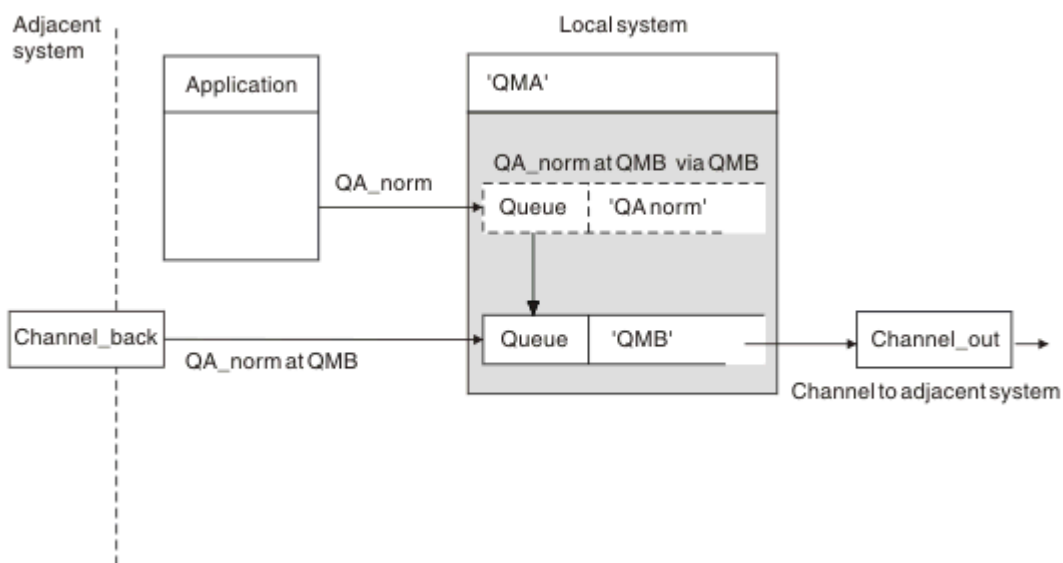 Adjacent
system
Local system
Application
'QMA'
QA_norm at QMB via QMB
QA_norm
Queue
'QA norm'
Channel_back
Queue
'QMB'
Channel_out
QA_norm at QMB
Channel to adjacent system